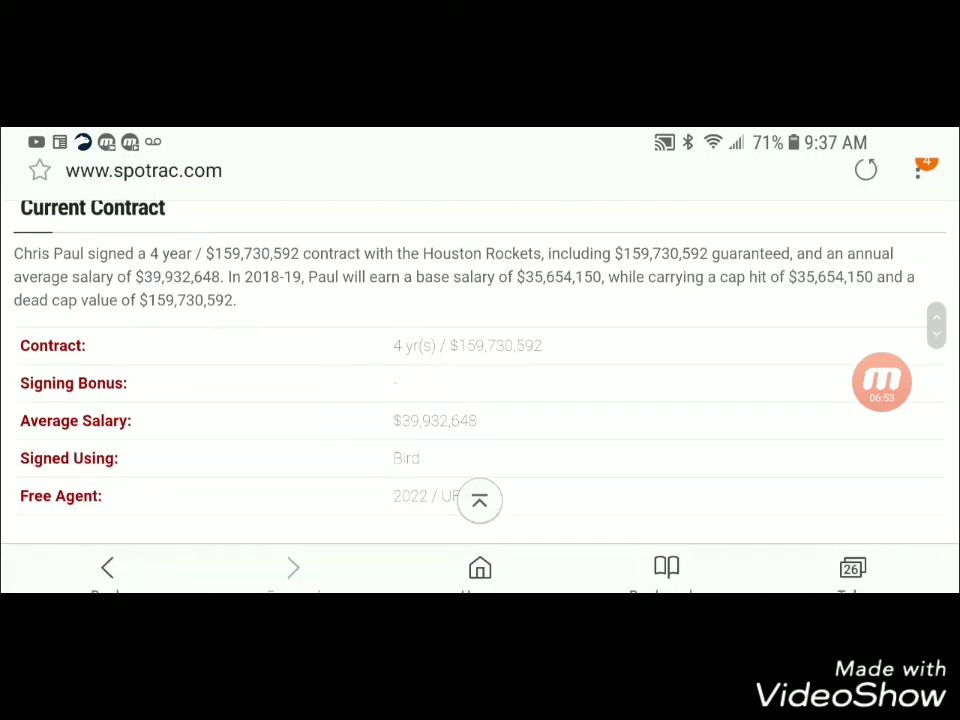 71% 9:37 AM
www.spotrac.com
4
Current Contract
Chris Paul signed a 4 year / $159,730,592 contract with the Houston Rockets, including $159,730,592 guaranteed, and an annual
average salary of $39,932,648. In 2018-19, Paul will earn a base salary of $35,654,150, while carrying a cap hit of $35,654,150 and a
dead cap value of $159,730,592.
Contract: 4 yr(s) / $159,730,592
Signing Bonus: -
06:53
Average Salary: $39,932,648
Signed Using: Bird
Free Agent: 2022 /
26
Made with
VideoShow